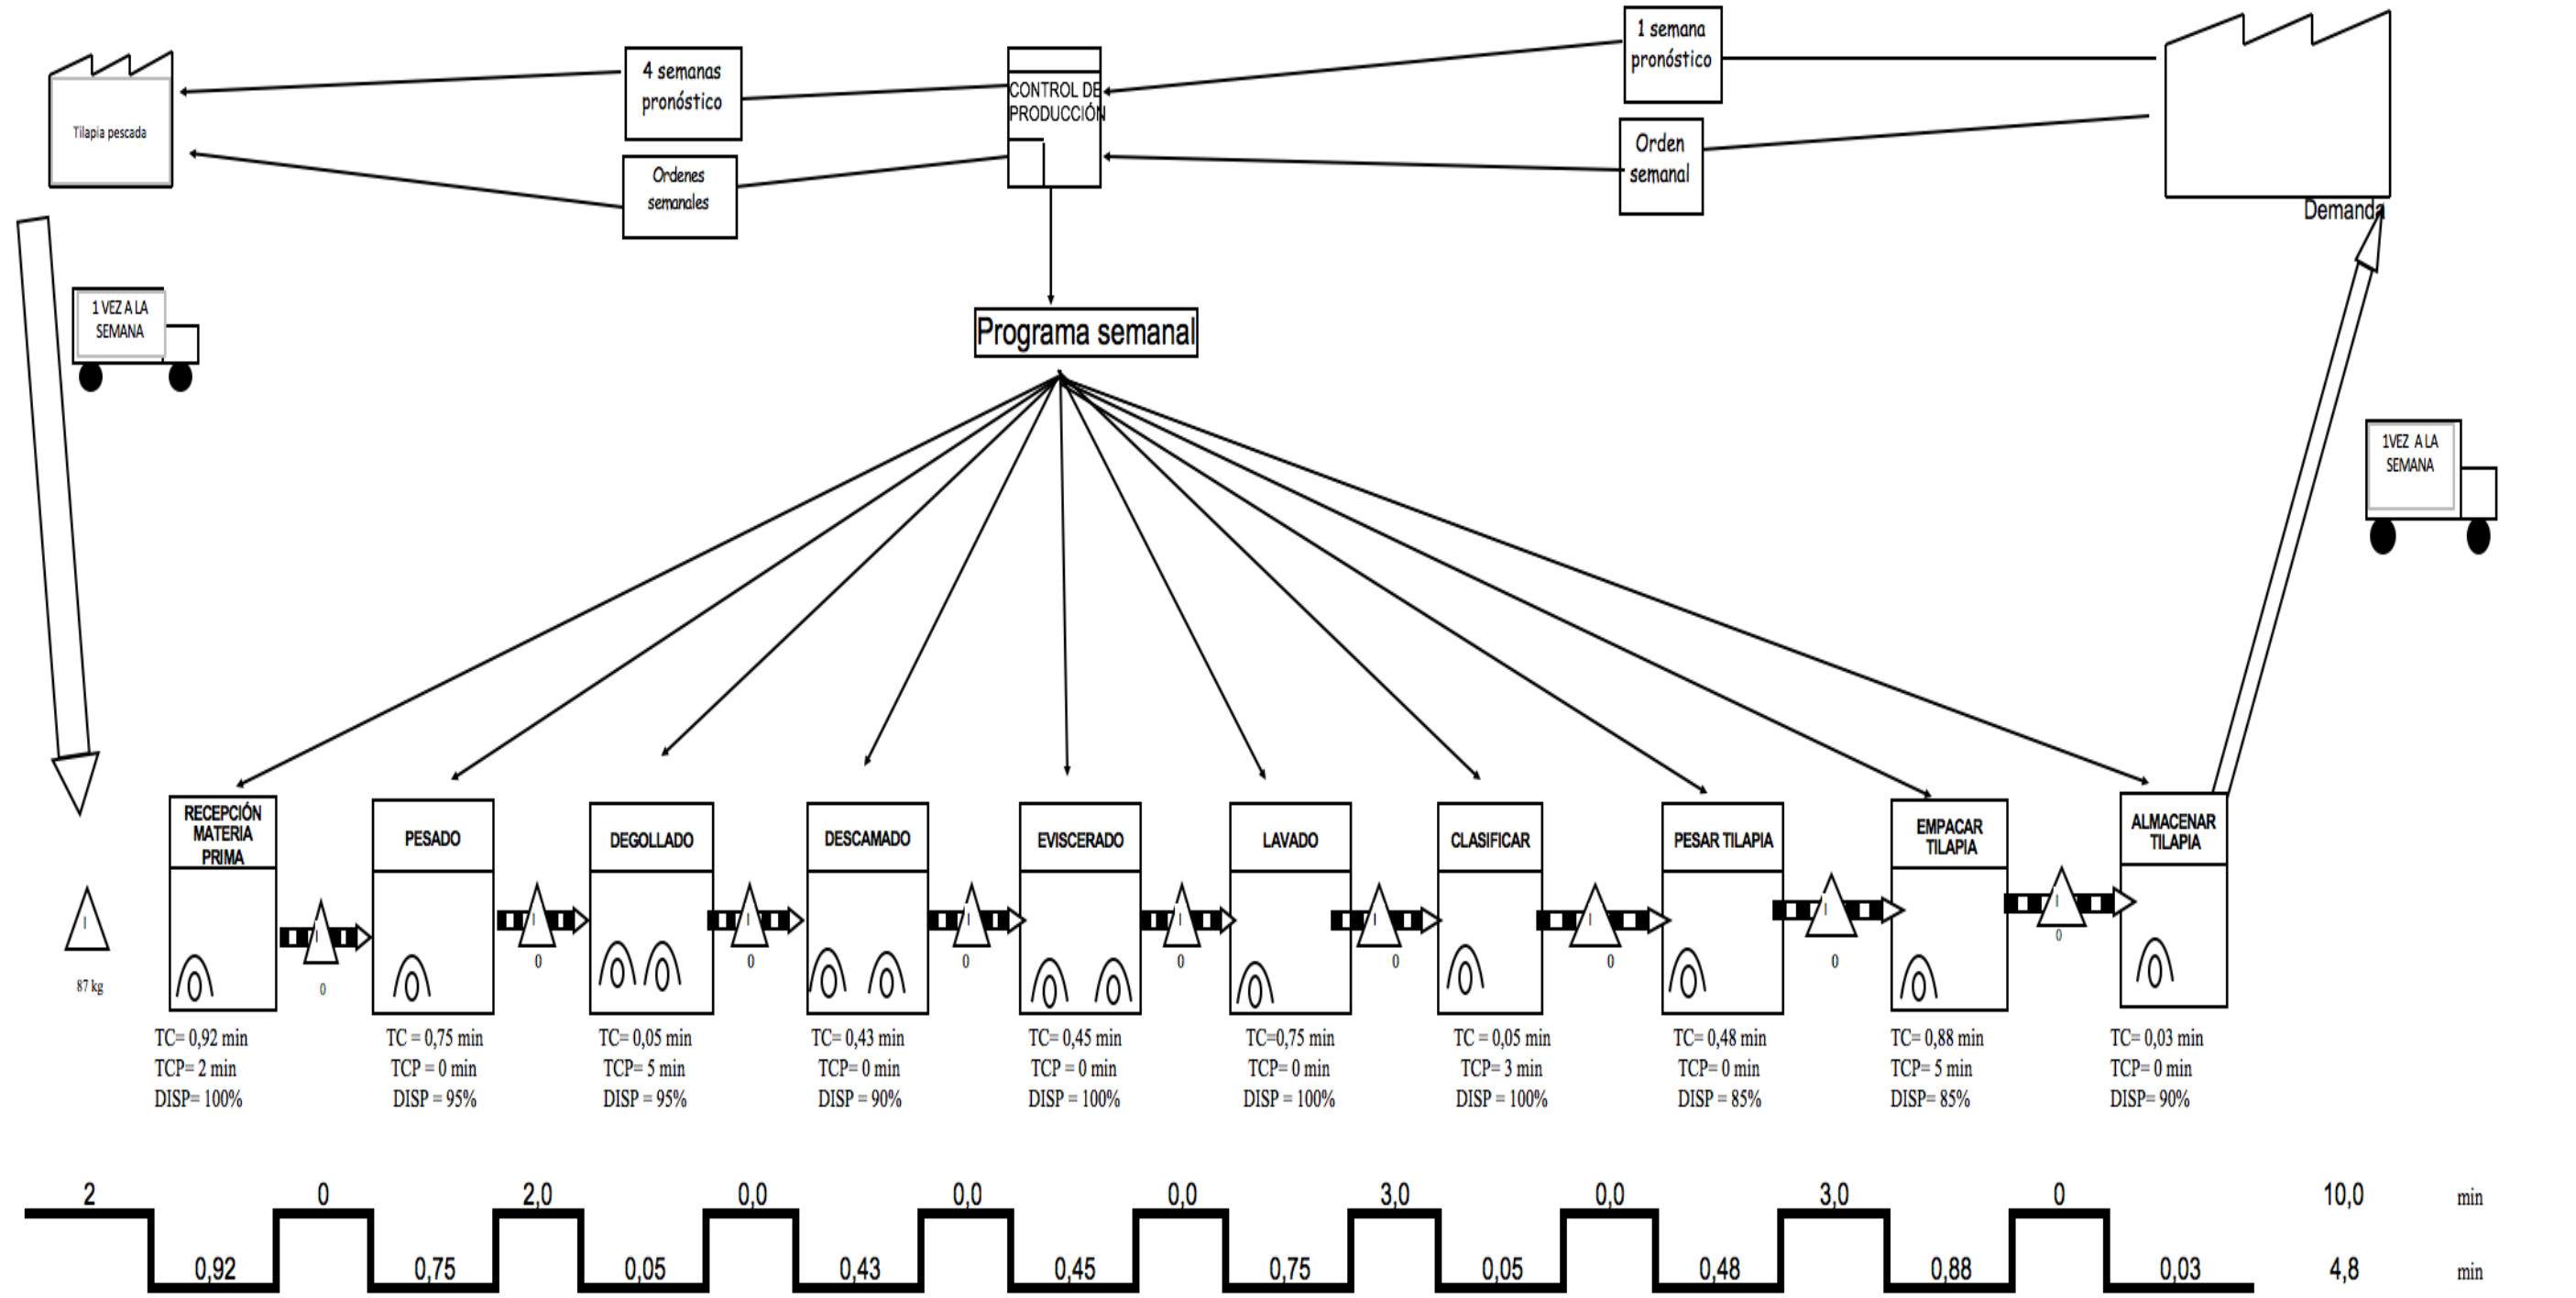 Tilapia pescada
4 semanas
pronóstico
Ordenes
semanales
CONTROL DE
PRODUCCIÓN
1 semana
pronóstico
Orden
semanal
Demanda
1 VEZ A LA
SEMANA
Programa semanal
1VEZ A LA
SEMANA
RECEPCIÓN
MATERIA
PRIMA
PESADO
DEGOLLADO
DESCAMADO
EVISCERADO
LAVADO
CLASIFICAR
PESAR TILAPIA
EMPACAR
TILAPIA
ALMACENAR
TILAPIA
I
I
I
I
I
I
I
I
I
I
87 kg
0
0
0
0
0
0
0
0
0
TC= 0,92 min
TCP= 2 min
DISP= 100%
TC = 0,75 min
TCP = 0 min
DISP = 95%
TC= 0,05 min
TCP= 5 min
DISP = 95%
TC= 0,43 min
TCP= 0 min
DISP = 90%
TC= 0,45 min
TCP = 0 min
DISP = 100%
TC=0,75 min
TCP= 0 min
DISP = 100%
TC = 0,05 min
TCP= 3 min
DISP = 100%
TC= 0,48 min
TCP= 0 min
DISP = 85%
TC= 0,88 min
TCP= 5 min
DISP= 85%
TC= 0,03 min
TCP= 0 min
DISP= 90%
2 0 2,0 0,0 0,0 0,0 3,0 0,0 3,0 0 10,0 min
0,92 0,75 0,05 0,43 0,45 0,75 0,05 0,48 0,88 0,03 4,8 min